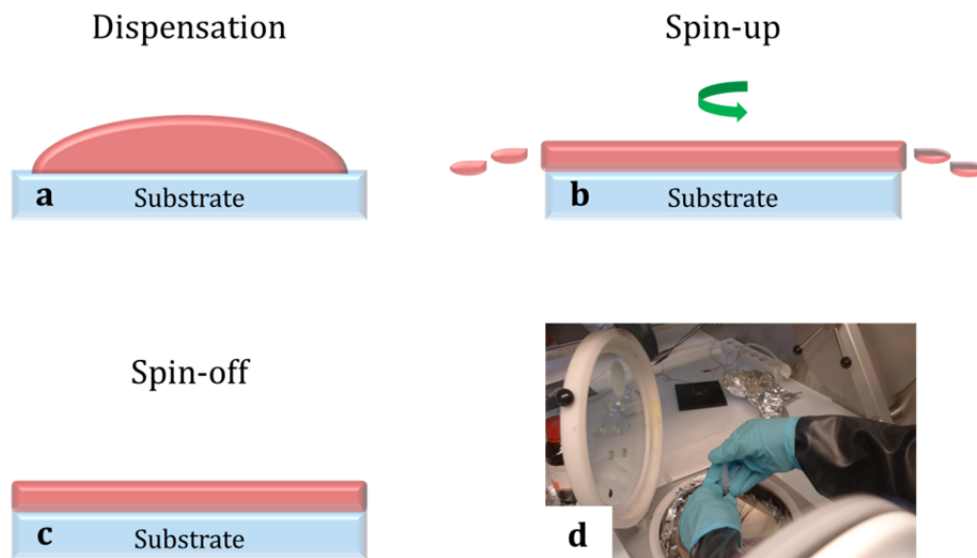 Dispensation
Spin-up
a
Substrate
b
Substrate
Spin-off
c
Substrate
d